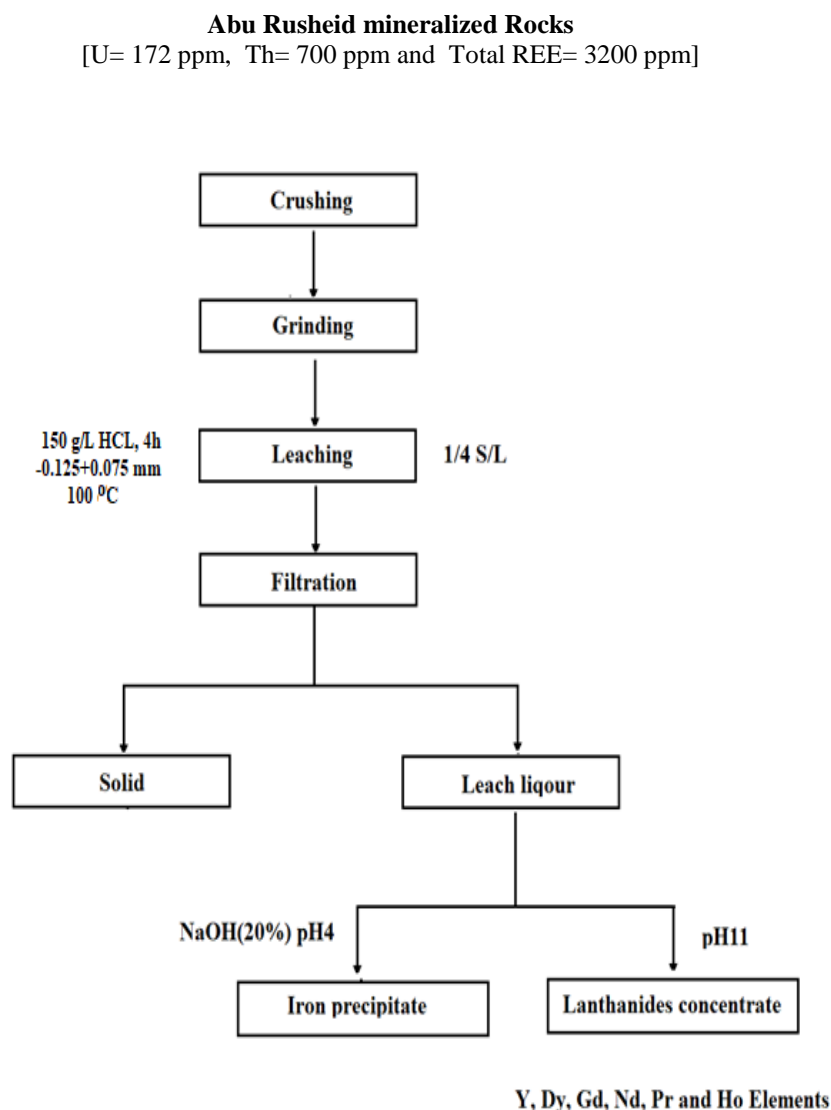 Abu Rusheid mineralized Rocks
[U= 172 ppm, Th= 700 ppm and Total REE= 3200 ppm]
Crushing
Grinding
150 g/L HCL, 4h
-0.125+0.075 mm
100 ⁰C
Leaching
1/4 S/L
Filtration
Solid
Leach liqour
NaOH(20%) pH4
pH11
Iron precipitate
Lanthanides concentrate
Y, Dy, Gd, Nd, Pr and Ho Elements